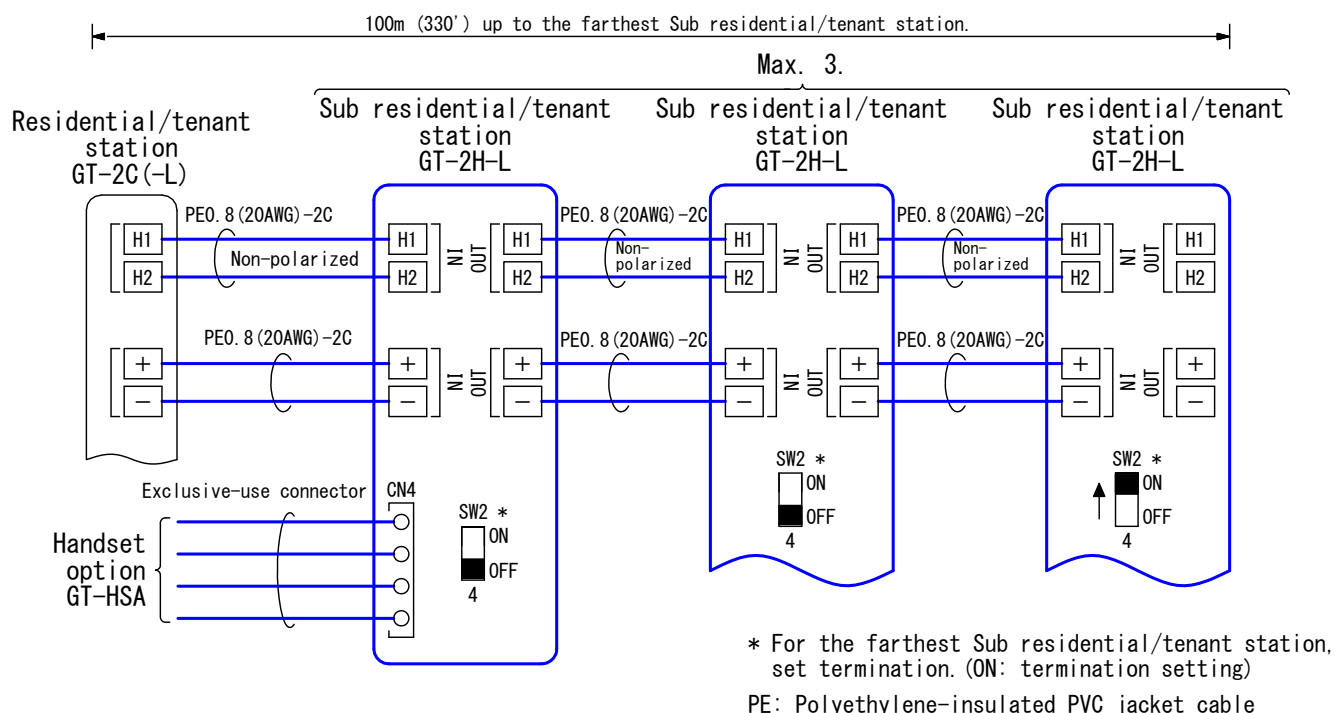 100m (330') up to the farthest Sub residential/tenant station.
Max. 3.
Residential/tenant
station
GT-2C(-L)
Sub residential/tenant
station
GT-2H-L
Sub residential/tenant
station
GT-2H-L
Sub residential/tenant
station
GT-2H-L
PE0.8(20AWG)-2C
PE0.8(20AWG)-2C
PE0.8(20AWG)-2C
H1
H1
H1
H1
H1
H1
H1
Non-polarized
Non-
polarized
Non-
polarized
IN
OUT
IN
OUT
IN
OUT
H2
H2
H2
H2
H2
H2
H2
PE0.8(20AWG)-2C
PE0.8(20AWG)-2C
PE0.8(20AWG)-2C
+
+
+
+
+
+
+
IN
OUT
IN
OUT
IN
OUT
−
−
−
−
−
−
−
Exclusive-use connector
CN4
Handset
option
GT-HSA
SW2 *
ON
OFF
4
SW2 *
ON
OFF
4
SW2 *
ON
OFF
4
* For the farthest Sub residential/tenant station,
set termination. (ON: termination setting)
PE: Polyethylene-insulated PVC jacket cable